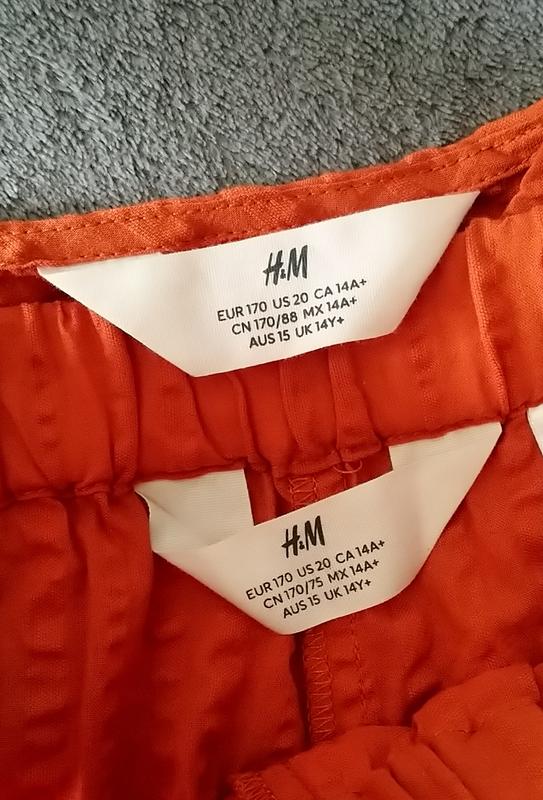 H&M
EUR 170 US 20 CA 14A+
CN 170/88 MX 14A+
AUS 15 UK 14Y+
H&M
EUR 170 US 20 CA 14A+
CN 170/75 MX 14A+
AUS 15 UK 14Y+